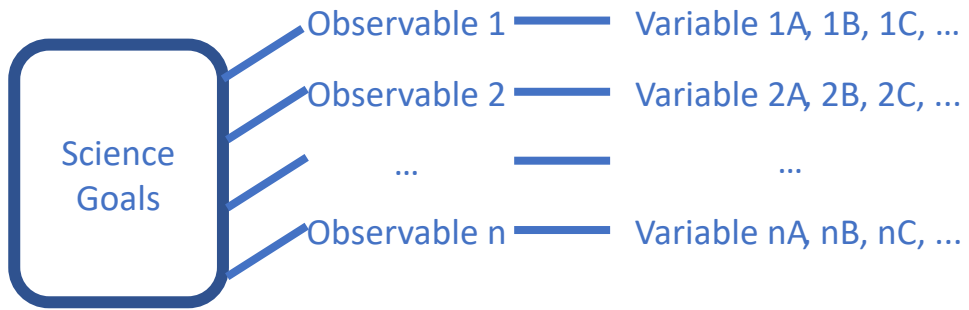 Observable 1 Variable 1A, 1B, 1C, ...
Observable 2 Variable 2A, 2B, 2C, ...
Science
Goals
... ...
Observable n Variable nA, nB, nC, ...